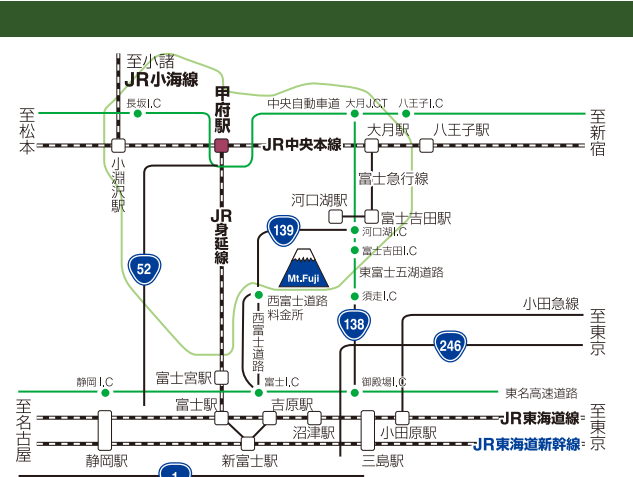 至小諸
JR小海線
長坂I.C
甲府駅
中央自動車道
大月J.CT
八王子I.C
至松本
至新宿
JR中央本線
大月駅
八王子駅
小淵沢駅
富士急行線
河口湖駅
富士吉田駅
JR身延線
139
河口湖I.C
富士吉田I.C
52
Mt.Fuji
東富士五湖道路
西富士道路
料金所
須走I.C
小田急線
至東京
西富士道路
138
246
静岡I.C
富士宮駅
富士I.C
御殿場I.C
東名高速道路
至名古屋
富士駅
吉原駅
沼津駅
小田原駅
JR東海道線
至東京
JR東海道新幹線
静岡駅
新富士駅
三島駅
1